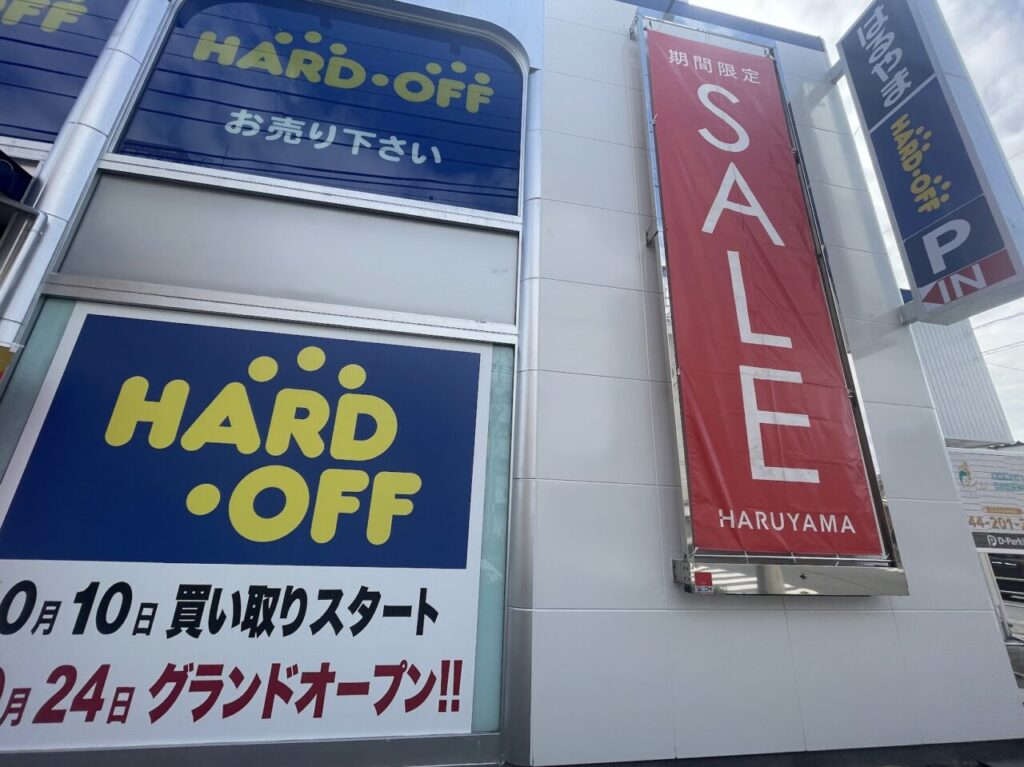 HARD・OFF
お売り下さい
HARD
・OFF
0月10日 買い取りスタート
月24日 グランドオープン!!
期間限定
SALE
HARUYAMA
はるやま
HARD・OFF
P
IN
44-201-
D-Parki